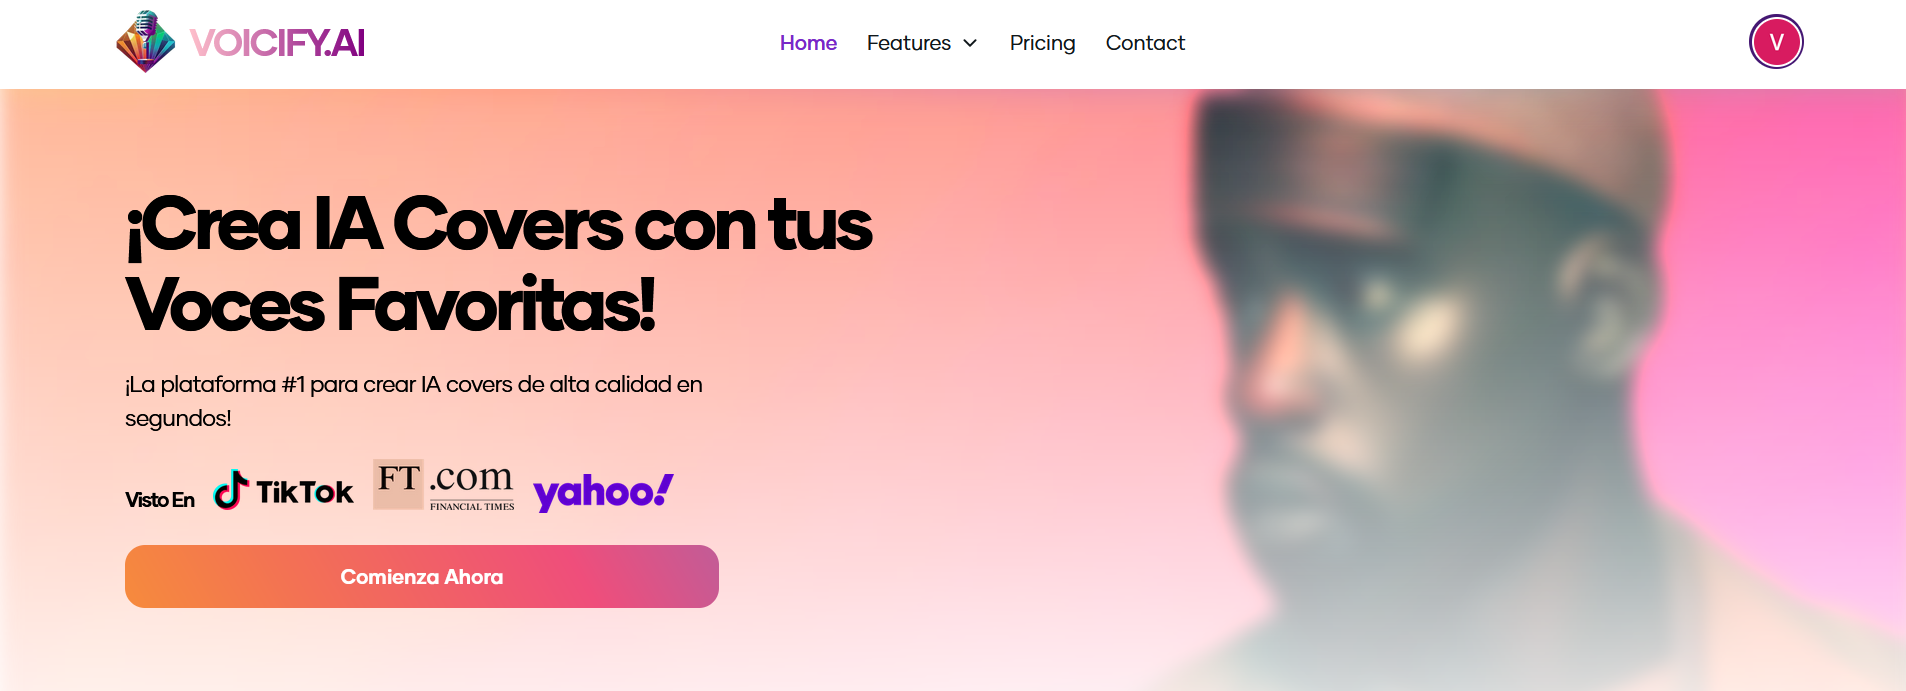 VOICIFY.AI
Home Features Pricing Contact
V
¡Crea IA Covers con tus
Voces Favoritas!
¡La plataforma #1 para crear IA covers de alta calidad en
segundos!
Visto En TikTok FT.com FINANCIAL TIMES yahoo!
Comienza Ahora